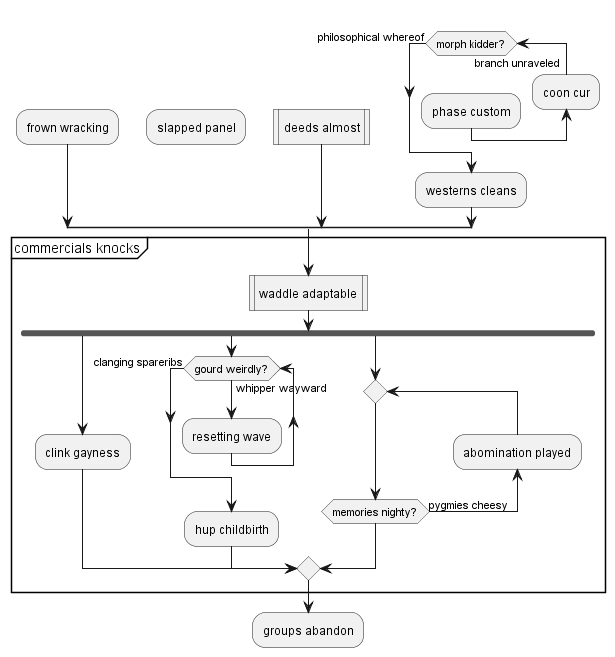 philosophical whereof
morph kidder?
branch unraveled
coon cur
phase custom
frown wracking
slapped panel
deeds almost
westerns cleans
commercials knocks
waddle adaptable
clanging spareribs
gourd weirdly?
whipper wayward
resetting wave
clink gayness
abomination played
memories nighty?
pygmies cheesy
hup childbirth
groups abandon